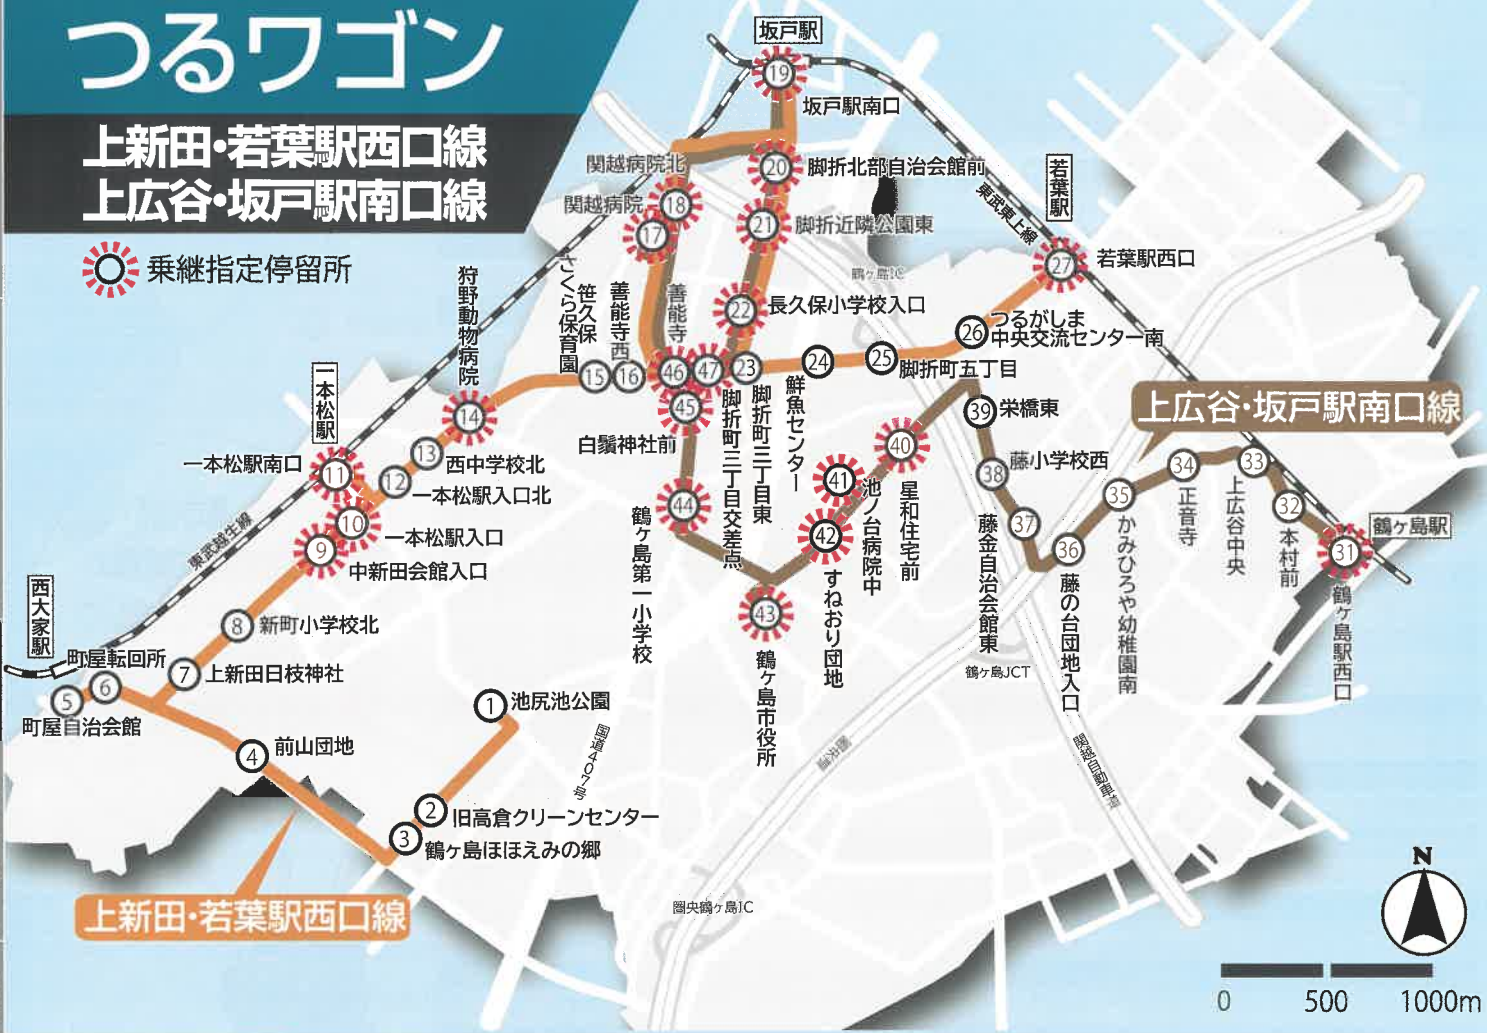 つるワゴン
上新田・若葉駅西口線
上広谷・坂戸駅南口線
乗継指定停留所
坂戸駅
19
坂戸駅南口
関越病院北
20
脚折北部自治会館前
関越病院
18
17
21
脚折近隣公園東
東武東上線
若葉駅
27
若葉駅西口
鶴ヶ島IC
狩野動物病院
さくら保育園
笹久保
善能寺西
善能寺
22
長久保小学校入口
26
つるがしま
中央交流センター南
15
16
46
47
23
24
25
脚折町五丁目
鮮魚センター
脚折町三丁目東
脚折町三丁目交差点
14
45
白鬚神社前
39
栄橋東
上広谷・坂戸駅南口線
一本松駅
一本松駅南口
11
13
西中学校北
12
一本松駅入口北
40
星和住宅前
41
池ノ台病院中
38
藤小学校西
34
正音寺
33
上広谷中央
35
かみひろや幼稚園南
32
本村前
鶴ヶ島駅
31
鶴ヶ島駅西口
44
鶴ヶ島第一小学校
10
一本松駅入口
9
中新田会館入口
東武越生線
42
すねおり団地
37
藤金自治会館東
36
藤の台団地入口
43
鶴ヶ島市役所
西大家駅
8
新町小学校北
7
上新田日枝神社
町屋転回所
6
5
町屋自治会館
鶴ヶ島JCT
1
池尻池公園
4
前山団地
国道407号
圏央道
関越自動車道
2
旧高倉クリーンセンター
3
鶴ヶ島ほほえみの郷
上新田・若葉駅西口線
圏央鶴ヶ島IC
N
0
500
1000m